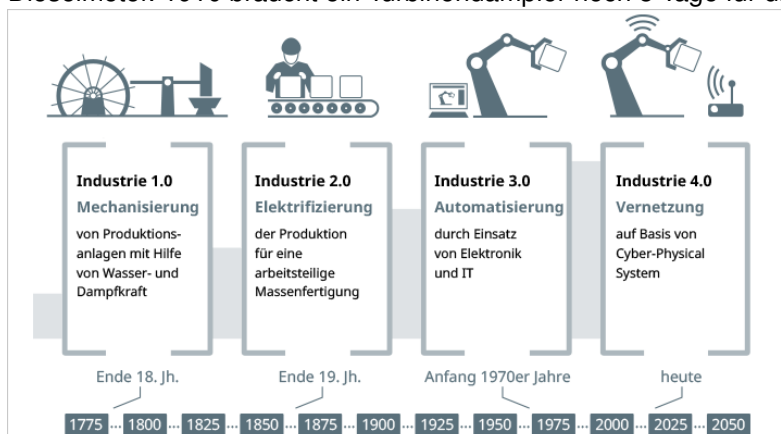 Industrie 1.0
Mechanisierung
von Produktions-
anlagen mit Hilfe
von Wasser- und
Dampfkraft
Industrie 2.0
Elektrifizierung
der Produktion
für eine
arbeitsteilige
Massenfertigung
Industrie 3.0
Automatisierung
durch Einsatz
von Elektronik
und IT
Industrie 4.0
Vernetzung
auf Basis von
Cyber-Physical
System
Ende 18. Jh.
Ende 19. Jh.
Anfang 1970er Jahre
heute
1775 ... 1800 ... 1825 ... 1850 ... 1875 ... 1900 ... 1925 ... 1950 ... 1975 ... 2000 ... 2025 ... 2050